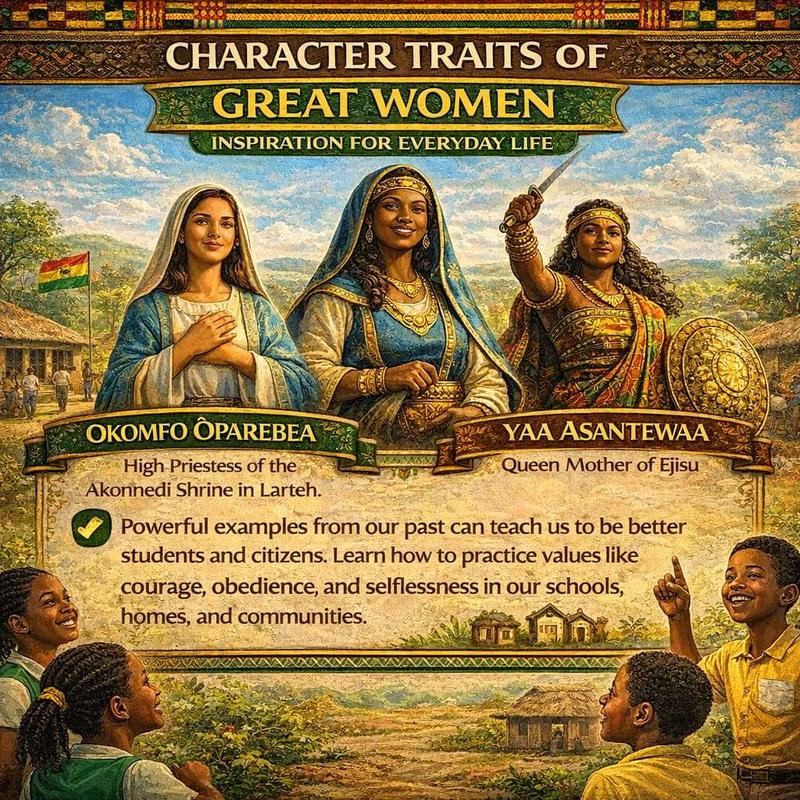 CHARACTER TRAITS OF
GREAT WOMEN
INSPIRATION FOR EVERYDAY LIFE
OKOMFO ÔPAREBEA
High Priestess of the
Akonnedi Shrine in Larteh.
YAA ASANTEWAA
Queen Mother of Ejisu
Powerful examples from our past can teach us to be better
students and citizens. Learn how to practice values like
courage, obedience, and selflessness in our schools,
homes, and communities.